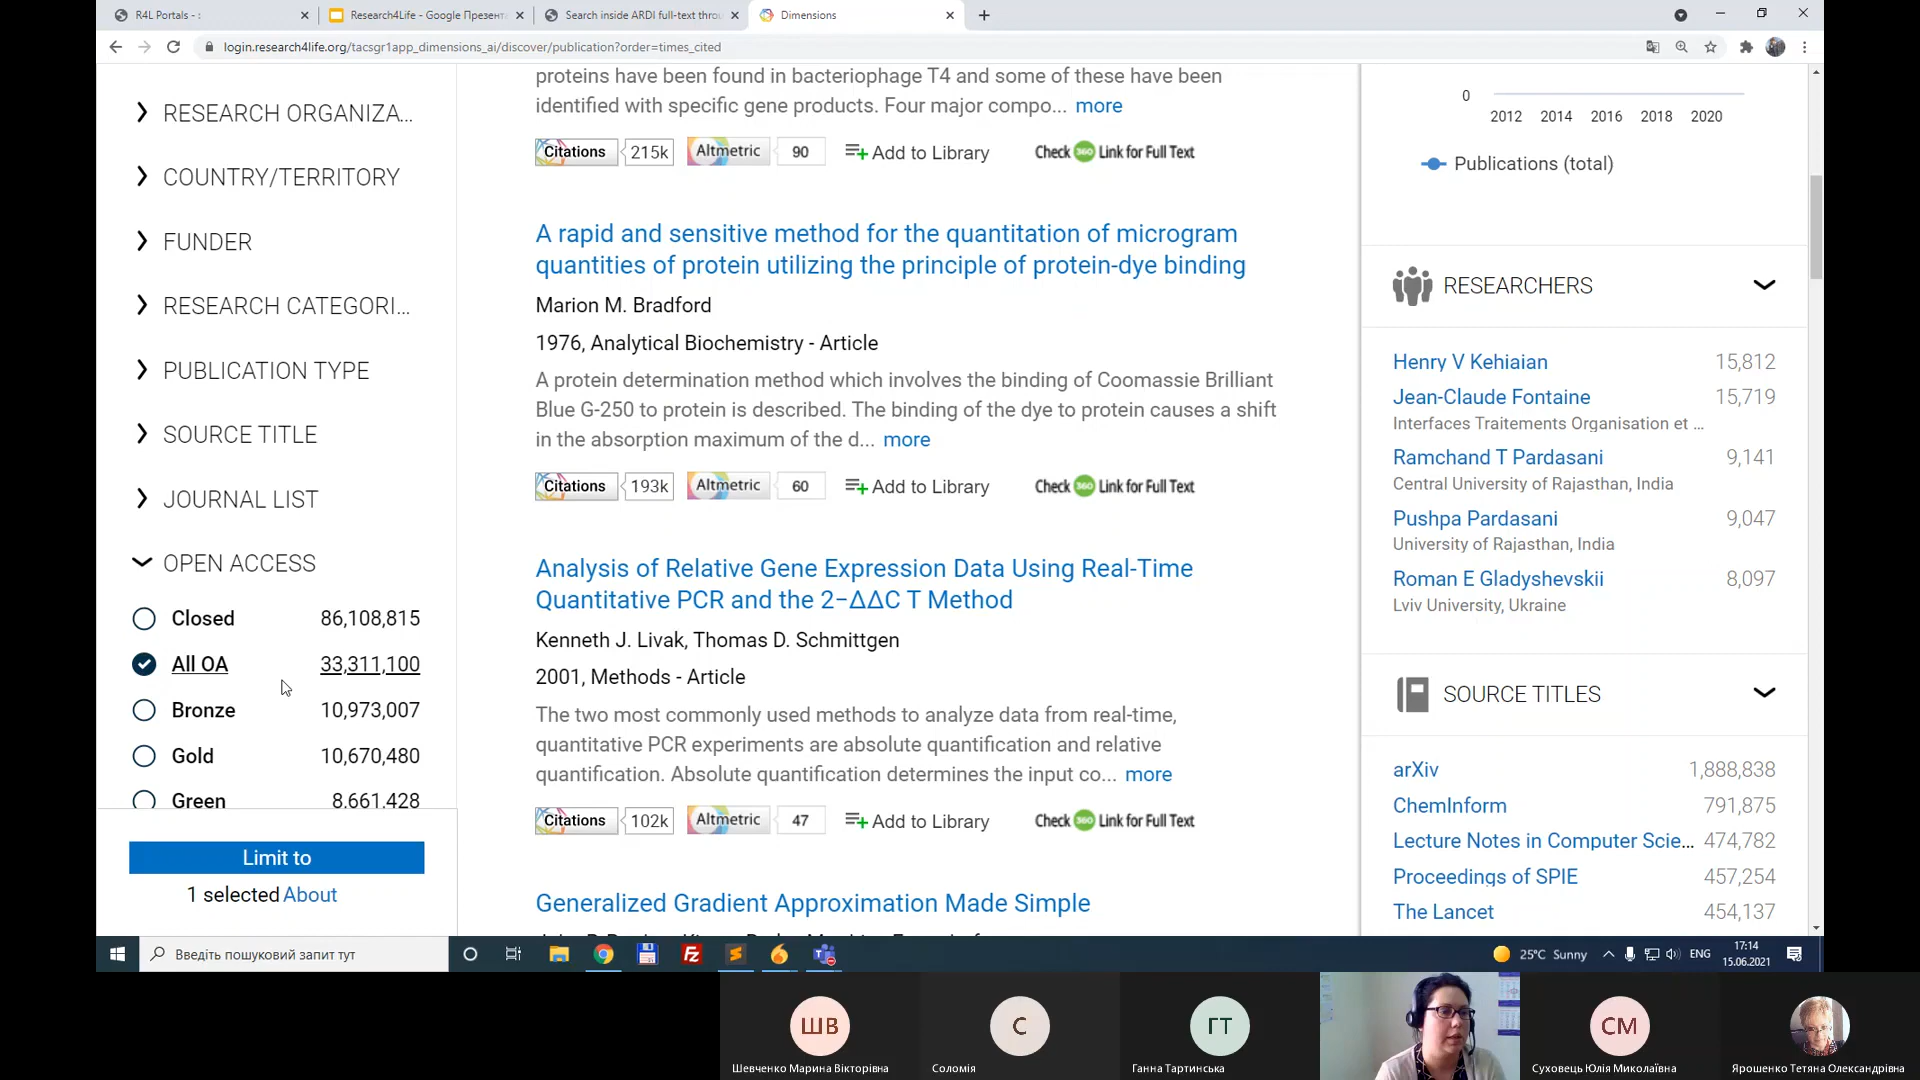 R4L Portals - :
Research4Life - Google Презент
Search inside ARDI full-text throu
Dimensions
login.research4life.org/tacsgr1app_dimensions_ai/discover/publication?order=times_cited
RESEARCH ORGANIZA...
COUNTRY/TERRITORY
FUNDER
RESEARCH CATEGORI...
PUBLICATION TYPE
SOURCE TITLE
JOURNAL LIST
OPEN ACCESS
Closed 86,108,815
All OA 33,311,100
Bronze 10,973,007
Gold 10,670,480
Green 8,661,428
Limit to
1 selected About
proteins have been found in bacteriophage T4 and some of these have been
identified with specific gene products. Four major compo... more
Citations 215k Altmetric 90 Add to Library Check 360 Link for Full Text
A rapid and sensitive method for the quantitation of microgram
quantities of protein utilizing the principle of protein-dye binding
Marion M. Bradford
1976, Analytical Biochemistry - Article
A protein determination method which involves the binding of Coomassie Brilliant
Blue G-250 to protein is described. The binding of the dye to protein causes a shift
in the absorption maximum of the d... more
Citations 193k Altmetric 60 Add to Library Check 360 Link for Full Text
Analysis of Relative Gene Expression Data Using Real-Time
Quantitative PCR and the 2−ΔΔC T Method
Kenneth J. Livak, Thomas D. Schmittgen
2001, Methods - Article
The two most commonly used methods to analyze data from real-time,
quantitative PCR experiments are absolute quantification and relative
quantification. Absolute quantification determines the input co... more
Citations 102k Altmetric 47 Add to Library Check 360 Link for Full Text
Generalized Gradient Approximation Made Simple
0
2012 2014 2016 2018 2020
Publications (total)
RESEARCHERS
Henry V Kehiaian 15,812
Jean-Claude Fontaine 15,719
Interfaces Traitements Organisation et ...
Ramchand T Pardasani 9,141
Central University of Rajasthan, India
Pushpa Pardasani 9,047
University of Rajasthan, India
Roman E Gladyshevskii 8,097
Lviv University, Ukraine
SOURCE TITLES
arXiv 1,888,838
ChemInform 791,875
Lecture Notes in Computer Scie... 474,782
Proceedings of SPIE 457,254
The Lancet 454,137
Введіть пошуковий запит тут
25°C Sunny
ENG
17:14
15.06.2021
ШВ
Шевченко Марина Вікторівна
С
Соломія
ГТ
Ганна Тартинська
СМ
Суховець Юлія Миколаївна
Ярошенко Тетяна Олександрівна